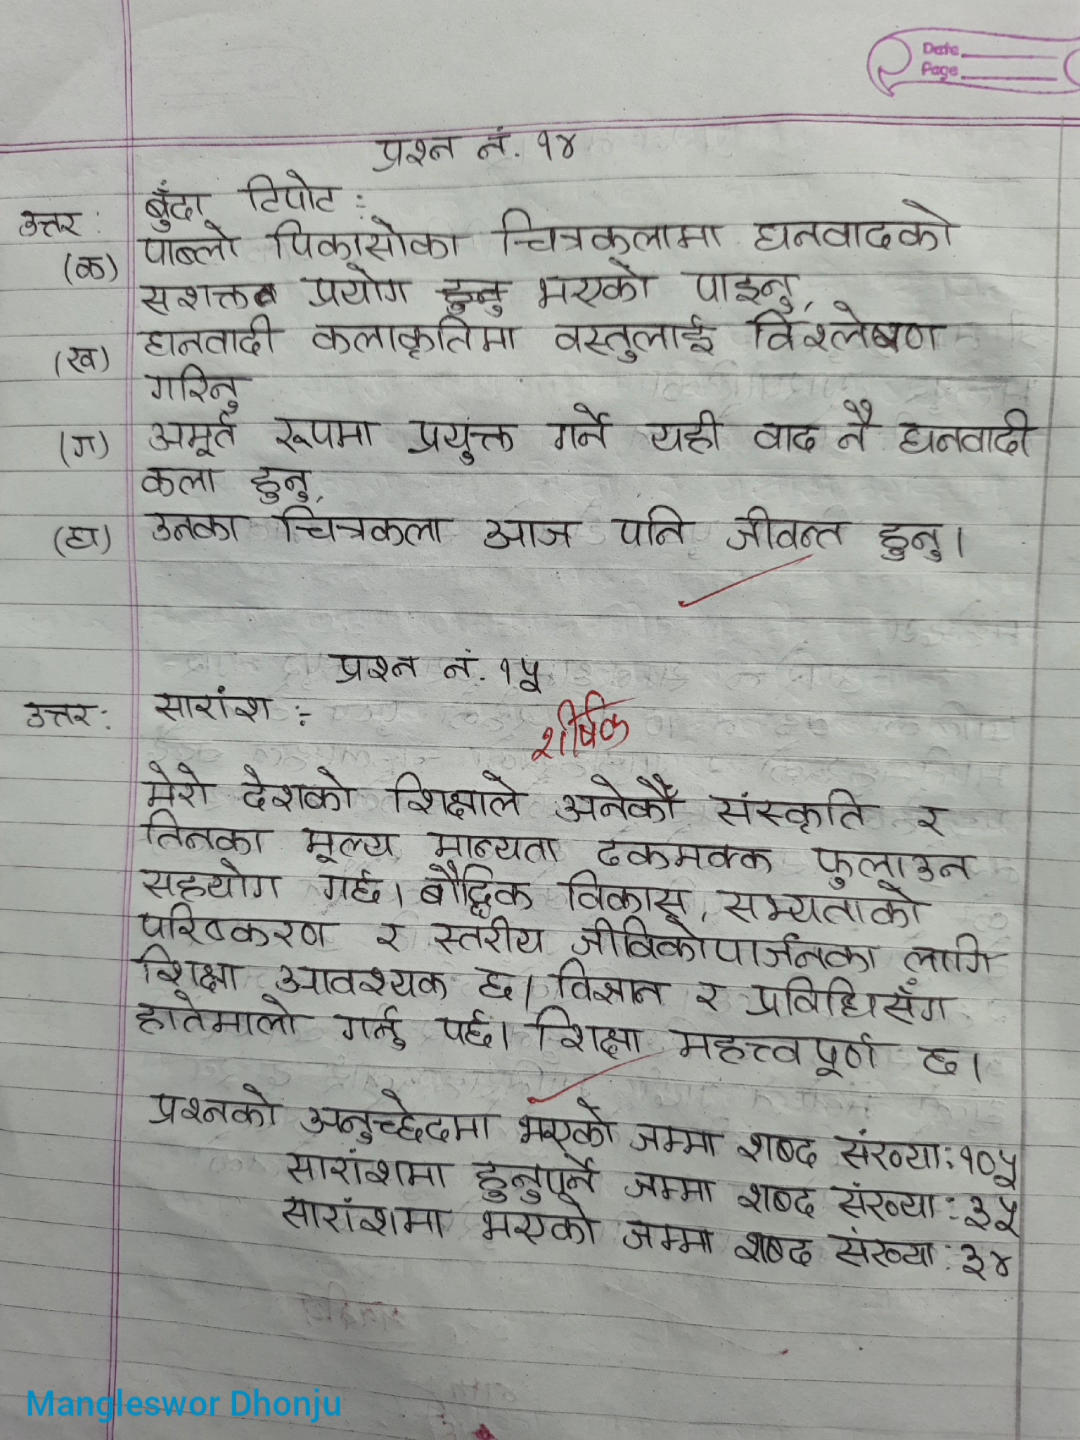 Date
Page
प्रश्न नं. १४
उत्तर : बुँदा टिपोट :
(क) पाब्लो पिकासोका चित्रकलामा घनवादको
सशक्त प्रयोग भएको पाइनु,
(ख) घनवादी कलाकृतिमा वस्तुलाई विश्लेषण
गरिनु
(ग) अमूर्त रूपमा प्रयुक्त गर्ने यही वाद नै घनवादी
कला हुनु,
(घ) उनका चित्रकला आज पनि जीवन्त हुनु।
प्रश्न नं. १५
उत्तर : सारांश :-
शीर्षक
मेरो देशको शिक्षाले अनेकौँ संस्कृति र
तिनका मूल्य मान्यता ढकमक्क फुलाउन
सहयोग गर्छ। बौद्धिक विकास, सभ्यताको
परिष्करण र स्तरीय जीविकोपार्जनका लागि
शिक्षा आवश्यक छ। विज्ञान र प्रविधिसँग
हातेमालो गर्नु पर्छ। शिक्षा महत्त्वपूर्ण छ।
प्रश्नको अनुच्छेदमा भएको जम्मा शब्द संख्या : १०५
सारांशमा हुनुपर्ने जम्मा शब्द संख्या : ३५
सारांशमा भएको जम्मा शब्द संख्या : ३४
Mangleswor Dhonju